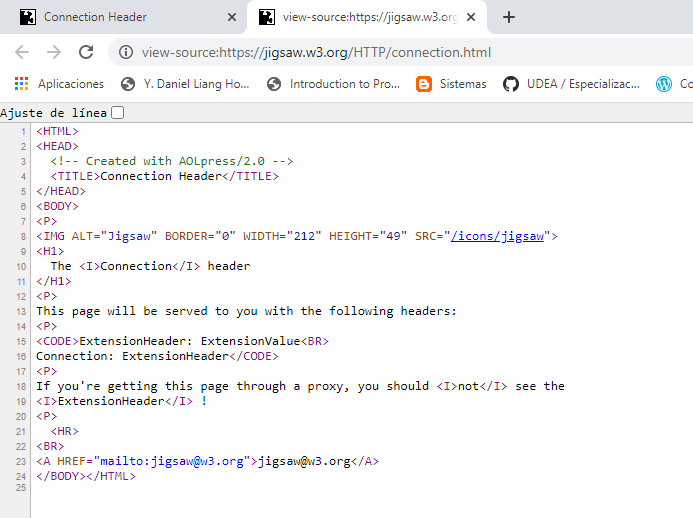 Connection Header
view-source:https://jigsaw.w3.org
view-source:https://jigsaw.w3.org/HTTP/connection.html
Aplicaciones Y. Daniel Liang Ho... Introduction to Pro... Sistemas UDEA / Especializac... Co
Ajuste de línea
1 <HTML>
2 <HEAD>
3 <!-- Created with AOLpress/2.0 -->
4 <TITLE>Connection Header</TITLE>
5 </HEAD>
6 <BODY>
7 <P>
8 <IMG ALT="Jigsaw" BORDER="0" WIDTH="212" HEIGHT="49" SRC="/icons/jigsaw">
9 <H1>
10 The <I>Connection</I> header
11 </H1>
12 <P>
13 This page will be served to you with the following headers:
14 <P>
15 <CODE>ExtensionHeader: ExtensionValue<BR>
16 Connection: ExtensionHeader</CODE>
17 <P>
18 If you're getting this page through a proxy, you should <I>not</I> see the
19 <I>ExtensionHeader</I> !
20 <P>
21 <HR>
22 <BR>
23 <A HREF="mailto:jigsaw@w3.org">jigsaw@w3.org</A>
24 </BODY></HTML>
25